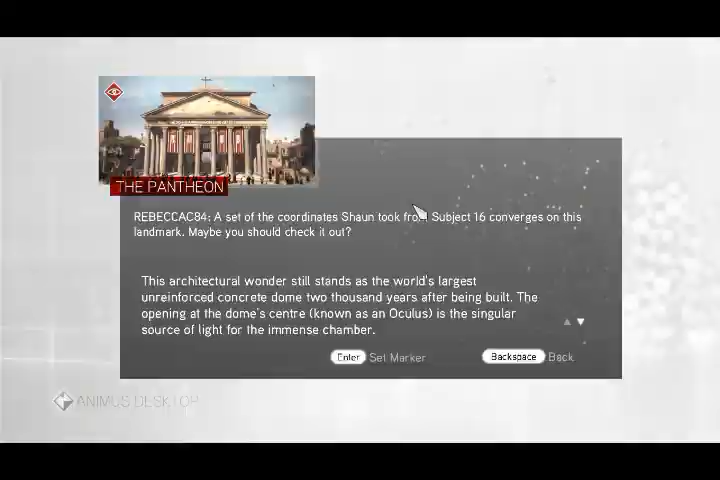 THE PANTHEON
REBECCAC84: A set of the coordinates Shaun took from Subject 16 converges on this
landmark. Maybe you should check it out?
This architectural wonder still stands as the world's largest
unreinforced concrete dome two thousand years after being built. The
opening at the dome's centre (known as an Oculus) is the singular
source of light for the immense chamber.
Enter Set Marker
Backspace Back
ANIMUS DESKTOP